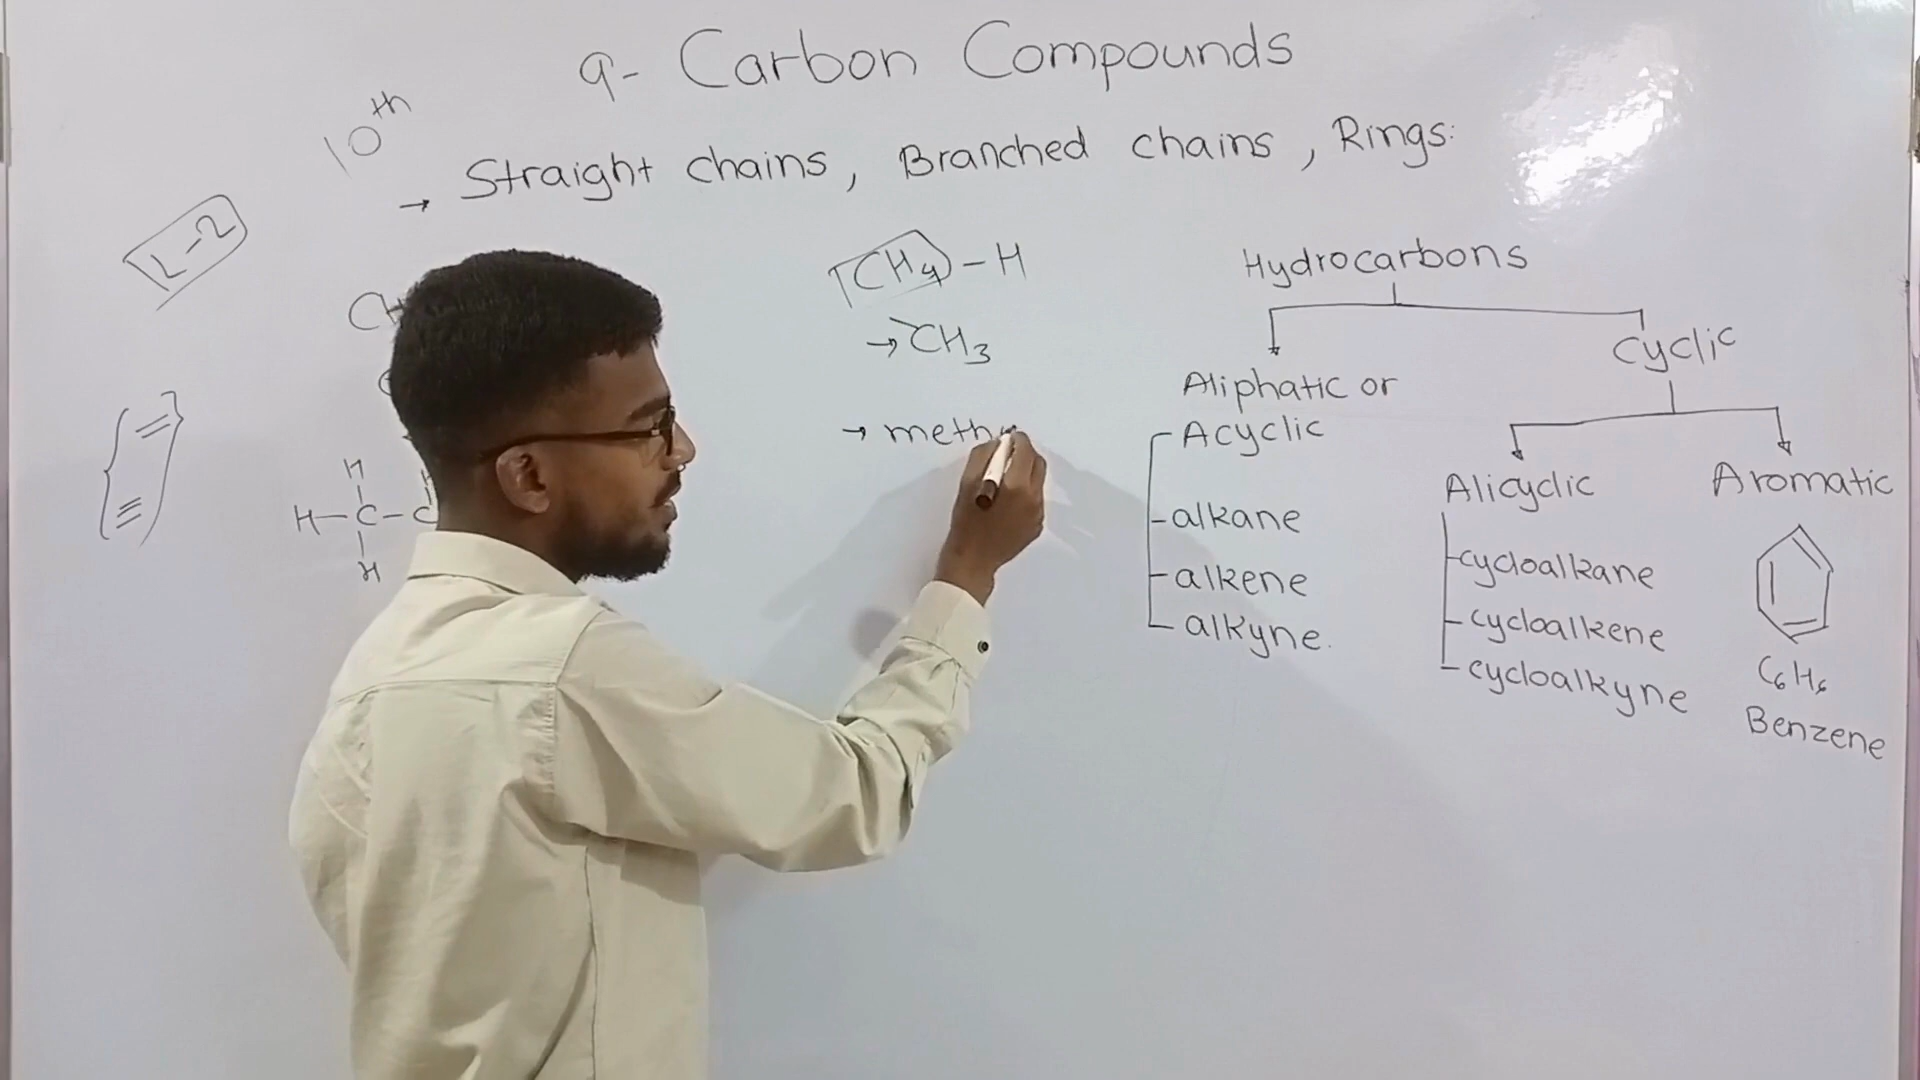 9- Carbon Compounds
10th
→ Straight chains, Branched chains, Rings:
L-2
CH4 - H
→ CH3
→ methy
H
H-C-C
H
Hydrocarbons
Aliphatic or
Acyclic
alkane
alkene
alkyne.
Cyclic
Alicyclic
cycloalkane
cycloalkene
cycloalkyne
Aromatic
C6H6
Benzene